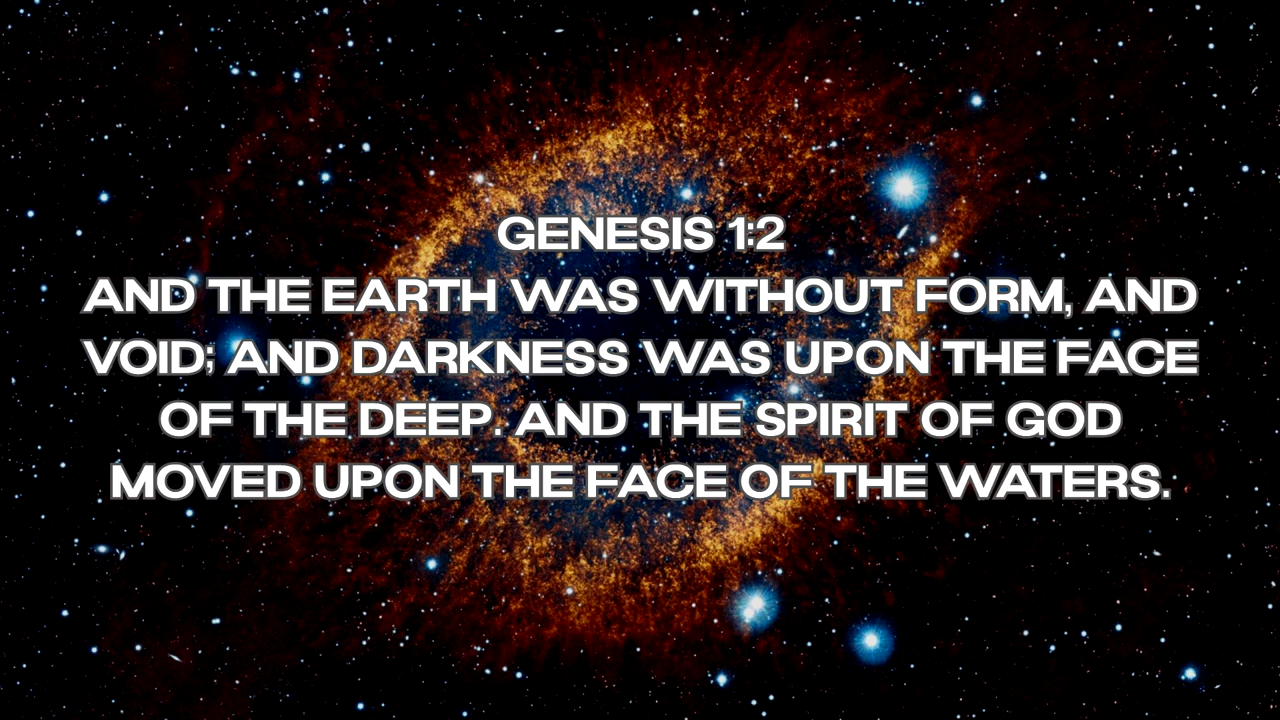 GENESIS 1:2
AND THE EARTH WAS WITHOUT FORM, AND
VOID; AND DARKNESS WAS UPON THE FACE
OF THE DEEP. AND THE SPIRIT OF GOD
MOVED UPON THE FACE OF THE WATERS.